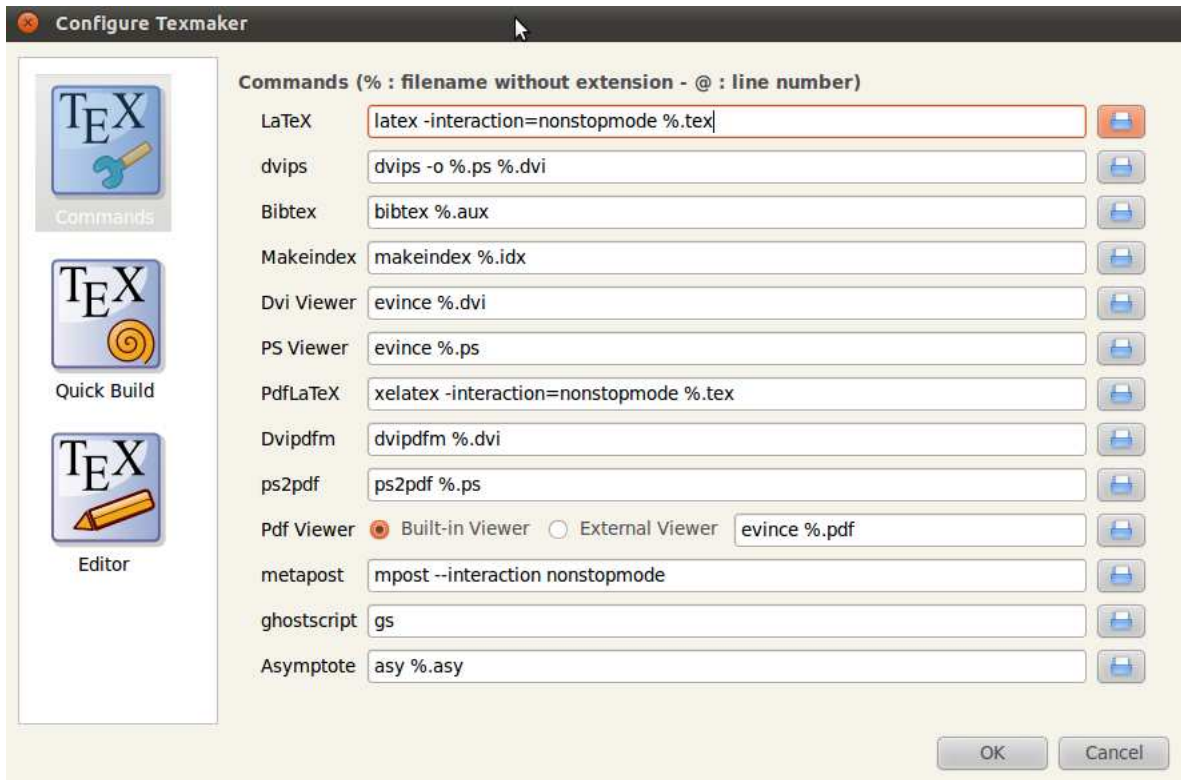 Configure Texmaker
Commands (% : filename without extension - @ : line number)
TEX
Commands
TEX
Quick Build
TEX
Editor
LaTeX latex -interaction=nonstopmode %.tex
dvips dvips -o %.ps %.dvi
Bibtex bibtex %.aux
Makeindex makeindex %.idx
Dvi Viewer evince %.dvi
PS Viewer evince %.ps
PdfLaTeX xelatex -interaction=nonstopmode %.tex
Dvipdfm dvipdfm %.dvi
ps2pdf ps2pdf %.ps
Pdf Viewer Built-in Viewer External Viewer evince %.pdf
metapost mpost --interaction nonstopmode
ghostscript gs
Asymptote asy %.asy
OK Cancel